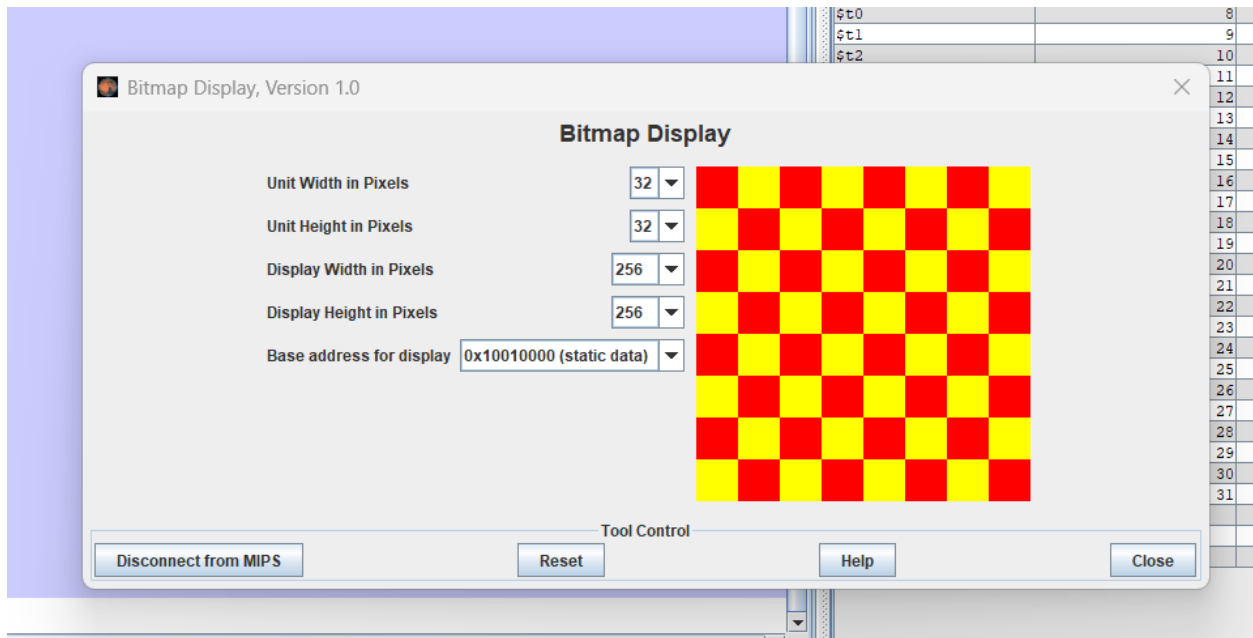 $t0 8
$t1 9
$t2 10
11
12
13
14
15
16
17
18
19
20
21
22
23
24
25
26
27
28
29
30
31
Bitmap Display, Version 1.0
Bitmap Display
Unit Width in Pixels 32
Unit Height in Pixels 32
Display Width in Pixels 256
Display Height in Pixels 256
Base address for display 0x10010000 (static data)
Tool Control
Disconnect from MIPS Reset Help Close